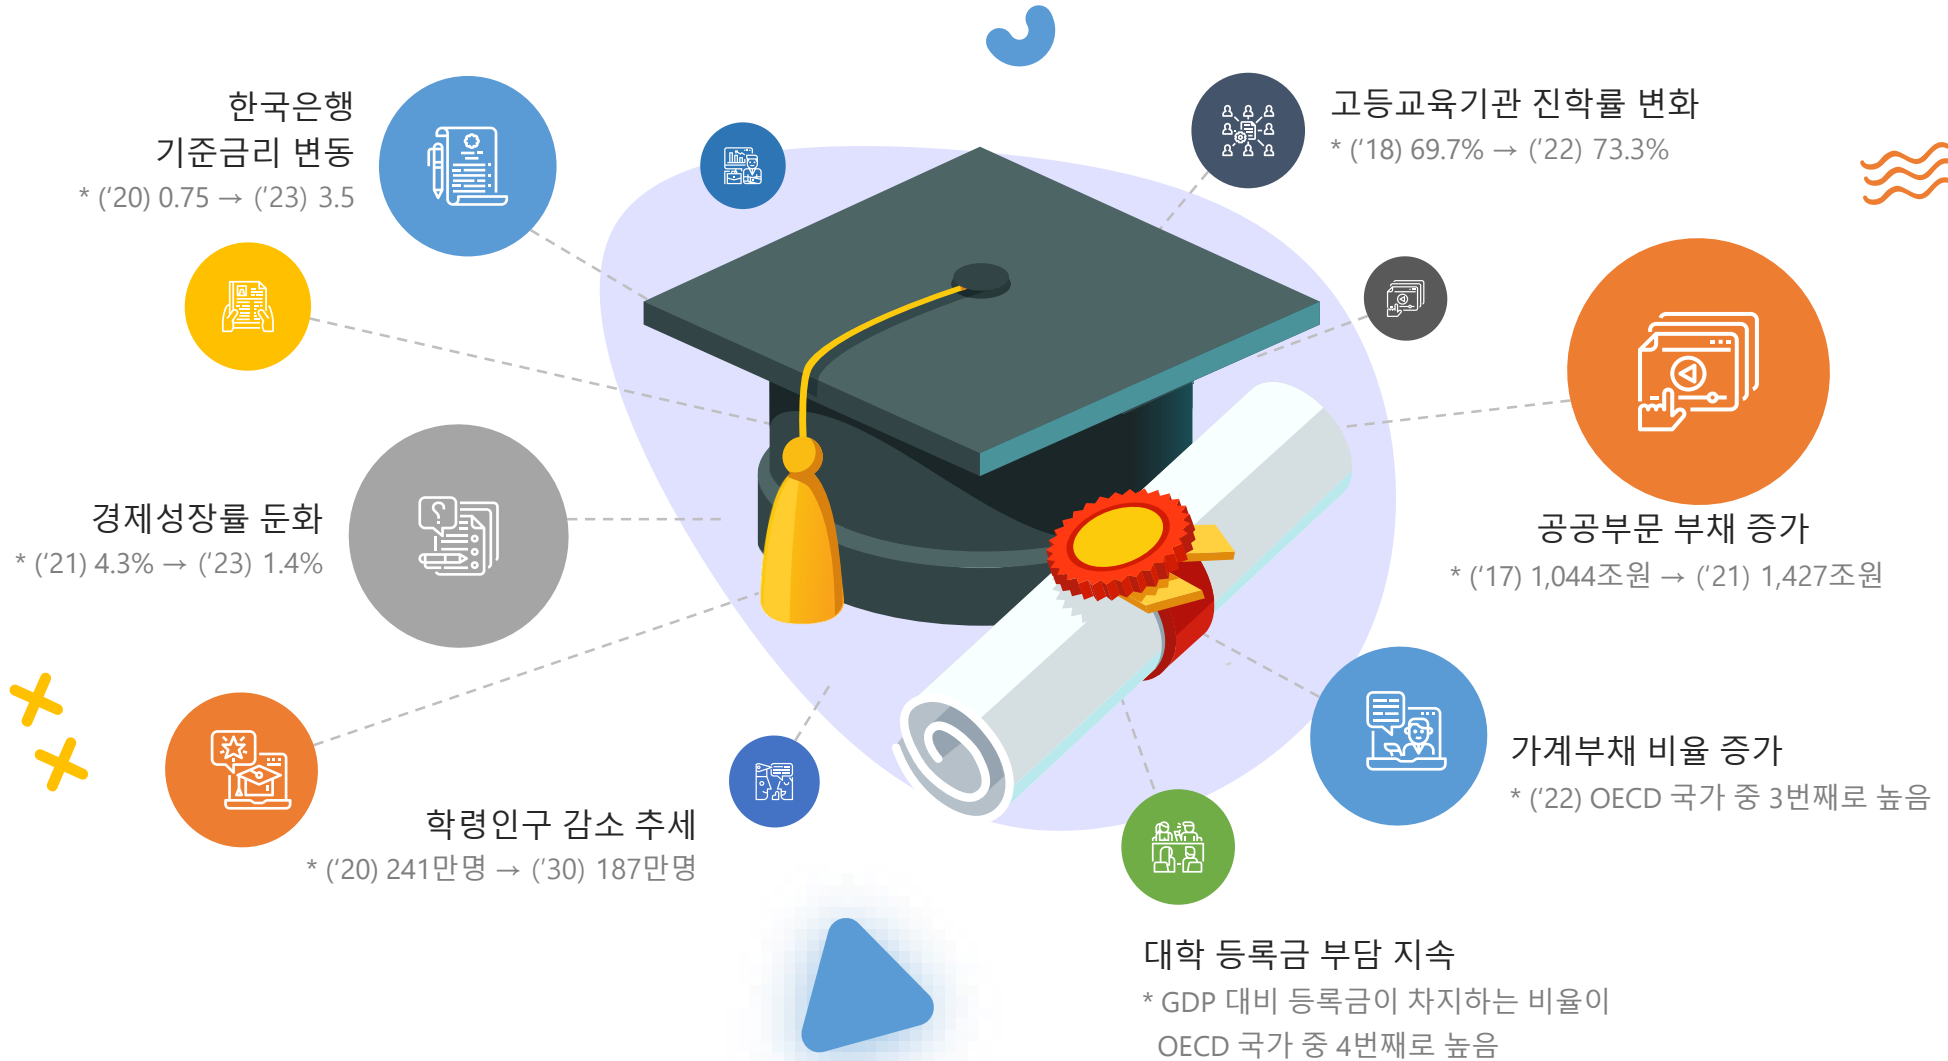 한국은행
기준금리 변동
* (‘20) 0.75 → (‘23) 3.5
고등교육기관 진학률 변화
* (‘18) 69.7% → (‘22) 73.3%
경제성장률 둔화
* (‘21) 4.3% → (‘23) 1.4%
공공부문 부채 증가
* (‘17) 1,044조원 → (‘21) 1,427조원
가계부채 비율 증가
* (‘22) OECD 국가 중 3번째로 높음
학령인구 감소 추세
* (‘20) 241만명 → (‘30) 187만명
대학 등록금 부담 지속
* GDP 대비 등록금이 차지하는 비율이
OECD 국가 중 4번째로 높음